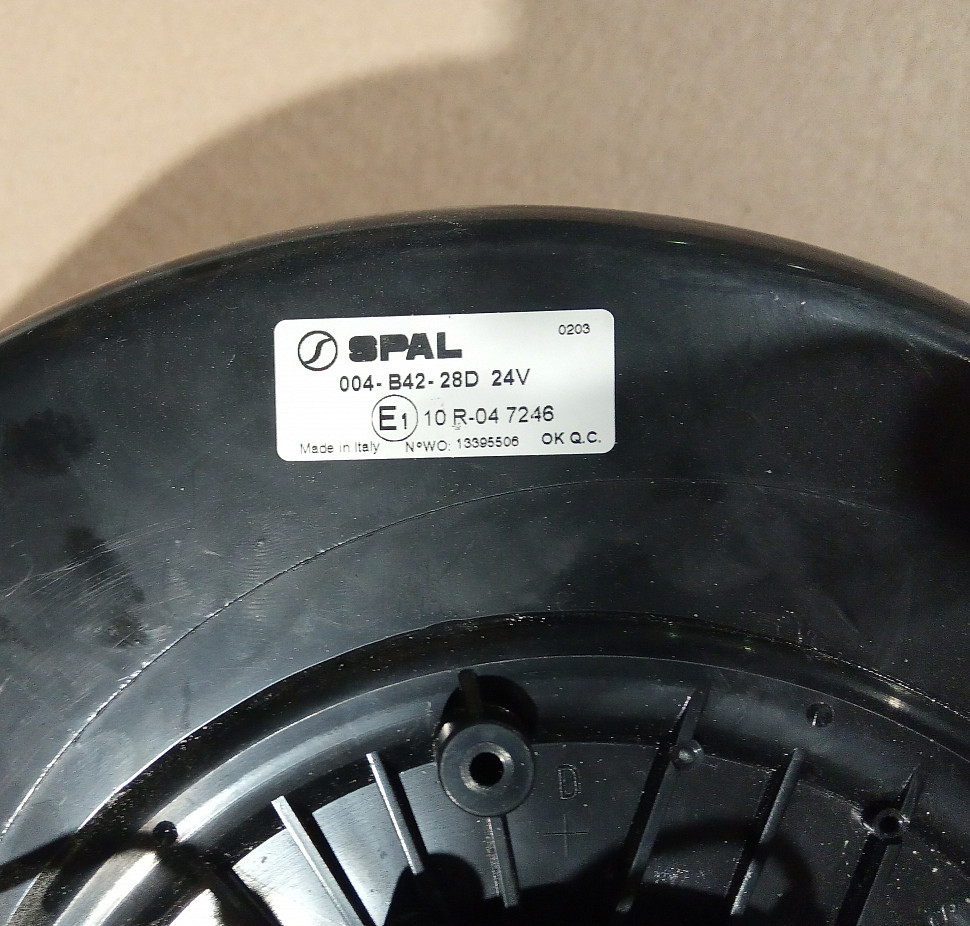 SPAL
0203
004-B42-28D 24V
E1 10 R-04 7246
Made in Italy N°WO: 13395506 OK Q.C.
D
+